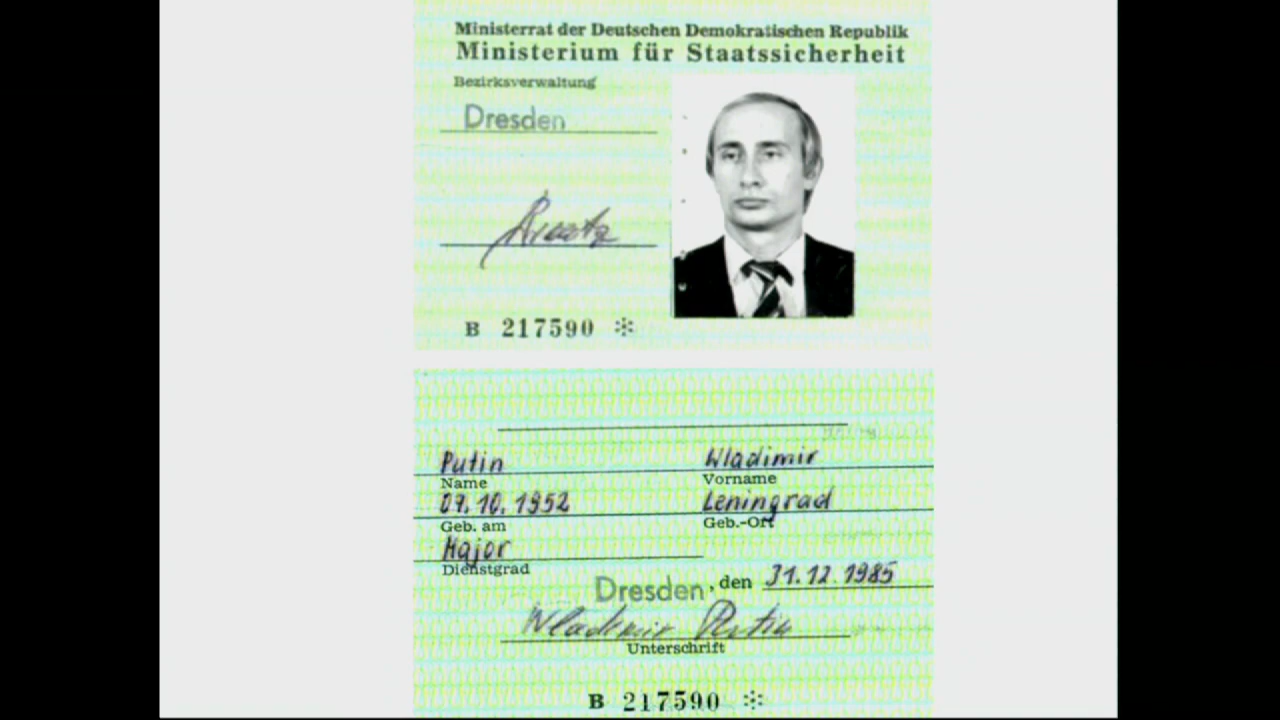 Ministerrat der Deutschen Demokratischen Republik
Ministerium für Staatssicherheit
Bezirksverwaltung
Dresden
B 217590 *
Putin Wladimir
Name Vorname
07.10.1952 Leningrad
Geb. am Geb.-Ort
Major
Dienstgrad
Dresden, den 31.12.1985
Wladimir Putin
Unterschrift
B 217590 *